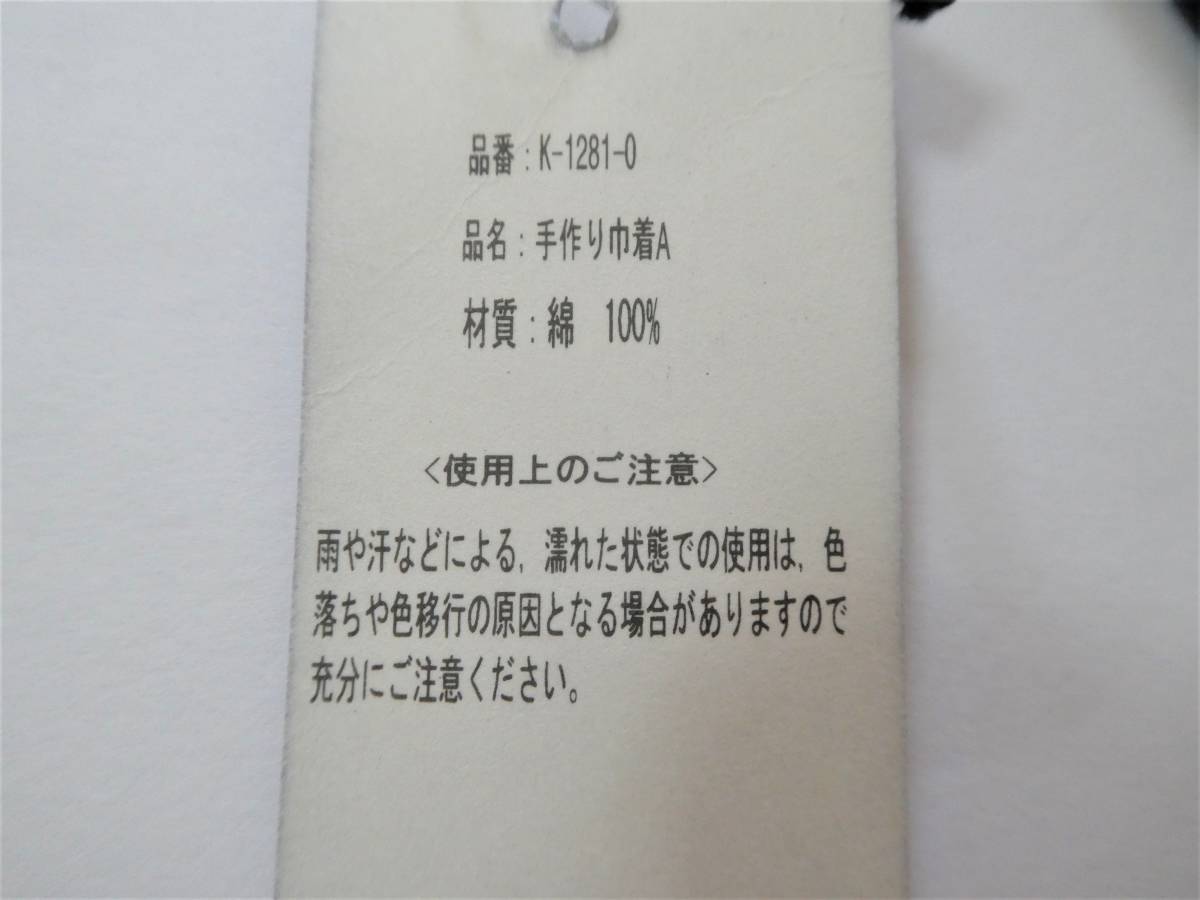 品番：K-1281-0
品名：手作り巾着A
材質：綿　100%
＜使用上のご注意＞
雨や汗などによる，濡れた状態での使用は，色
落ちや色移行の原因となる場合がありますので
充分にご注意ください。